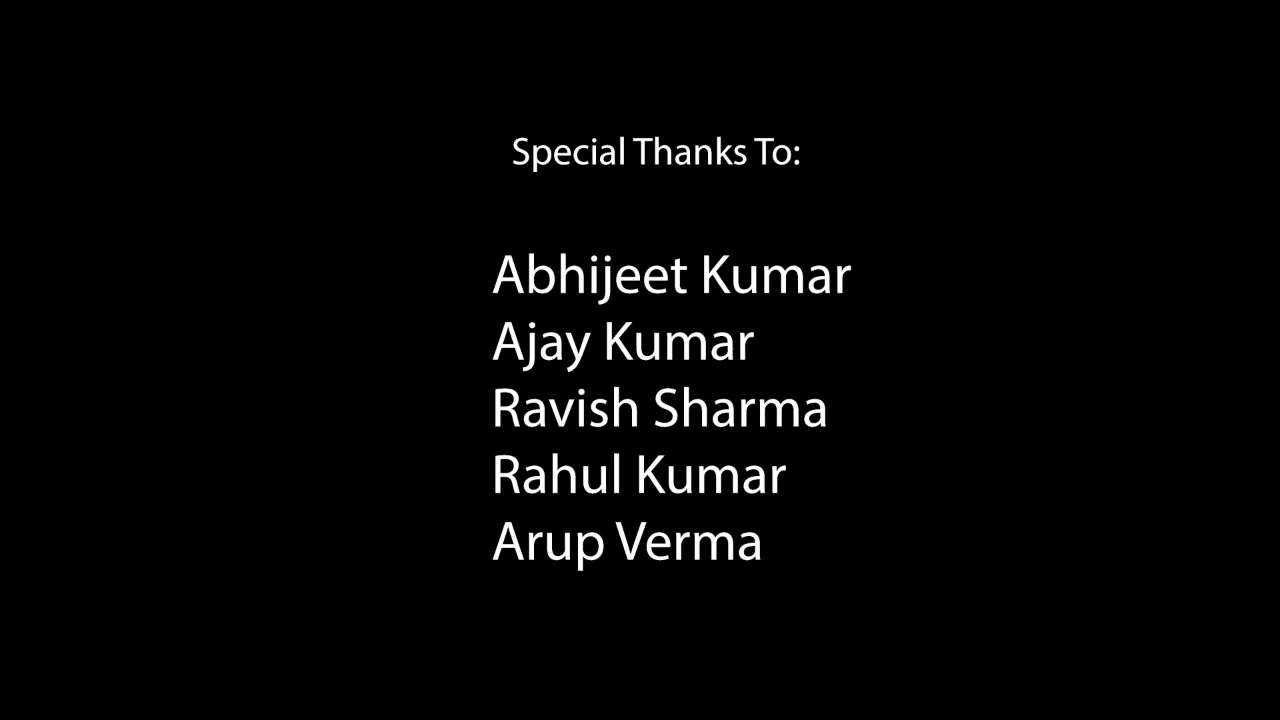 Special Thanks To:
Abhijeet Kumar
Ajay Kumar
Ravish Sharma
Rahul Kumar
Arup Verma